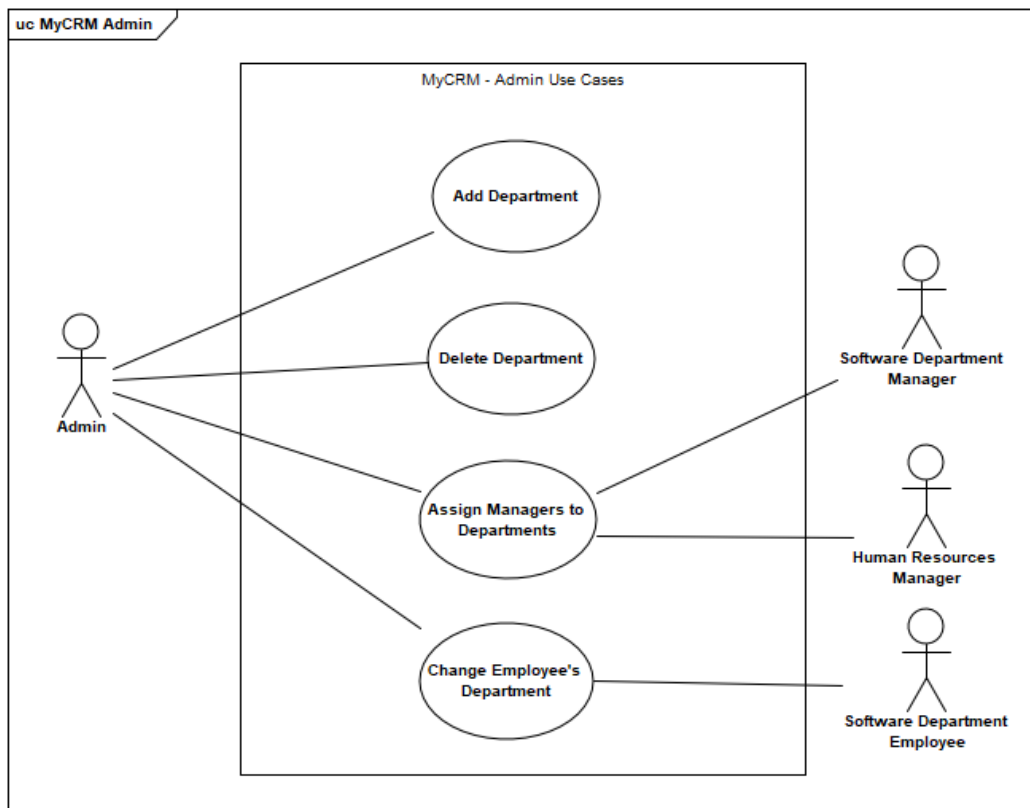 uc MyCRM Admin
MyCRM - Admin Use Cases
Add Department
Delete Department
Assign Managers to
Departments
Change Employee's
Department
Admin
Software Department
Manager
Human Resources
Manager
Software Department
Employee